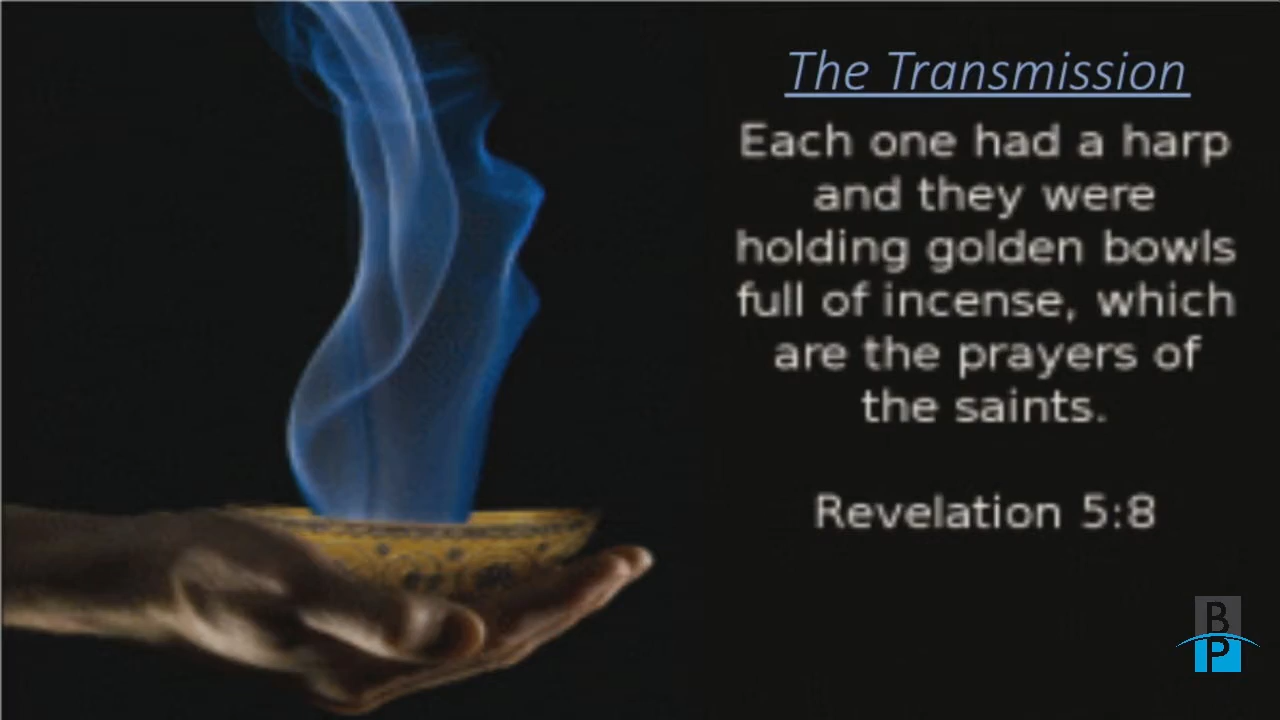 The Transmission
Each one had a harp
and they were
holding golden bowls
full of incense, which
are the prayers of
the saints.
Revelation 5:8
B
P